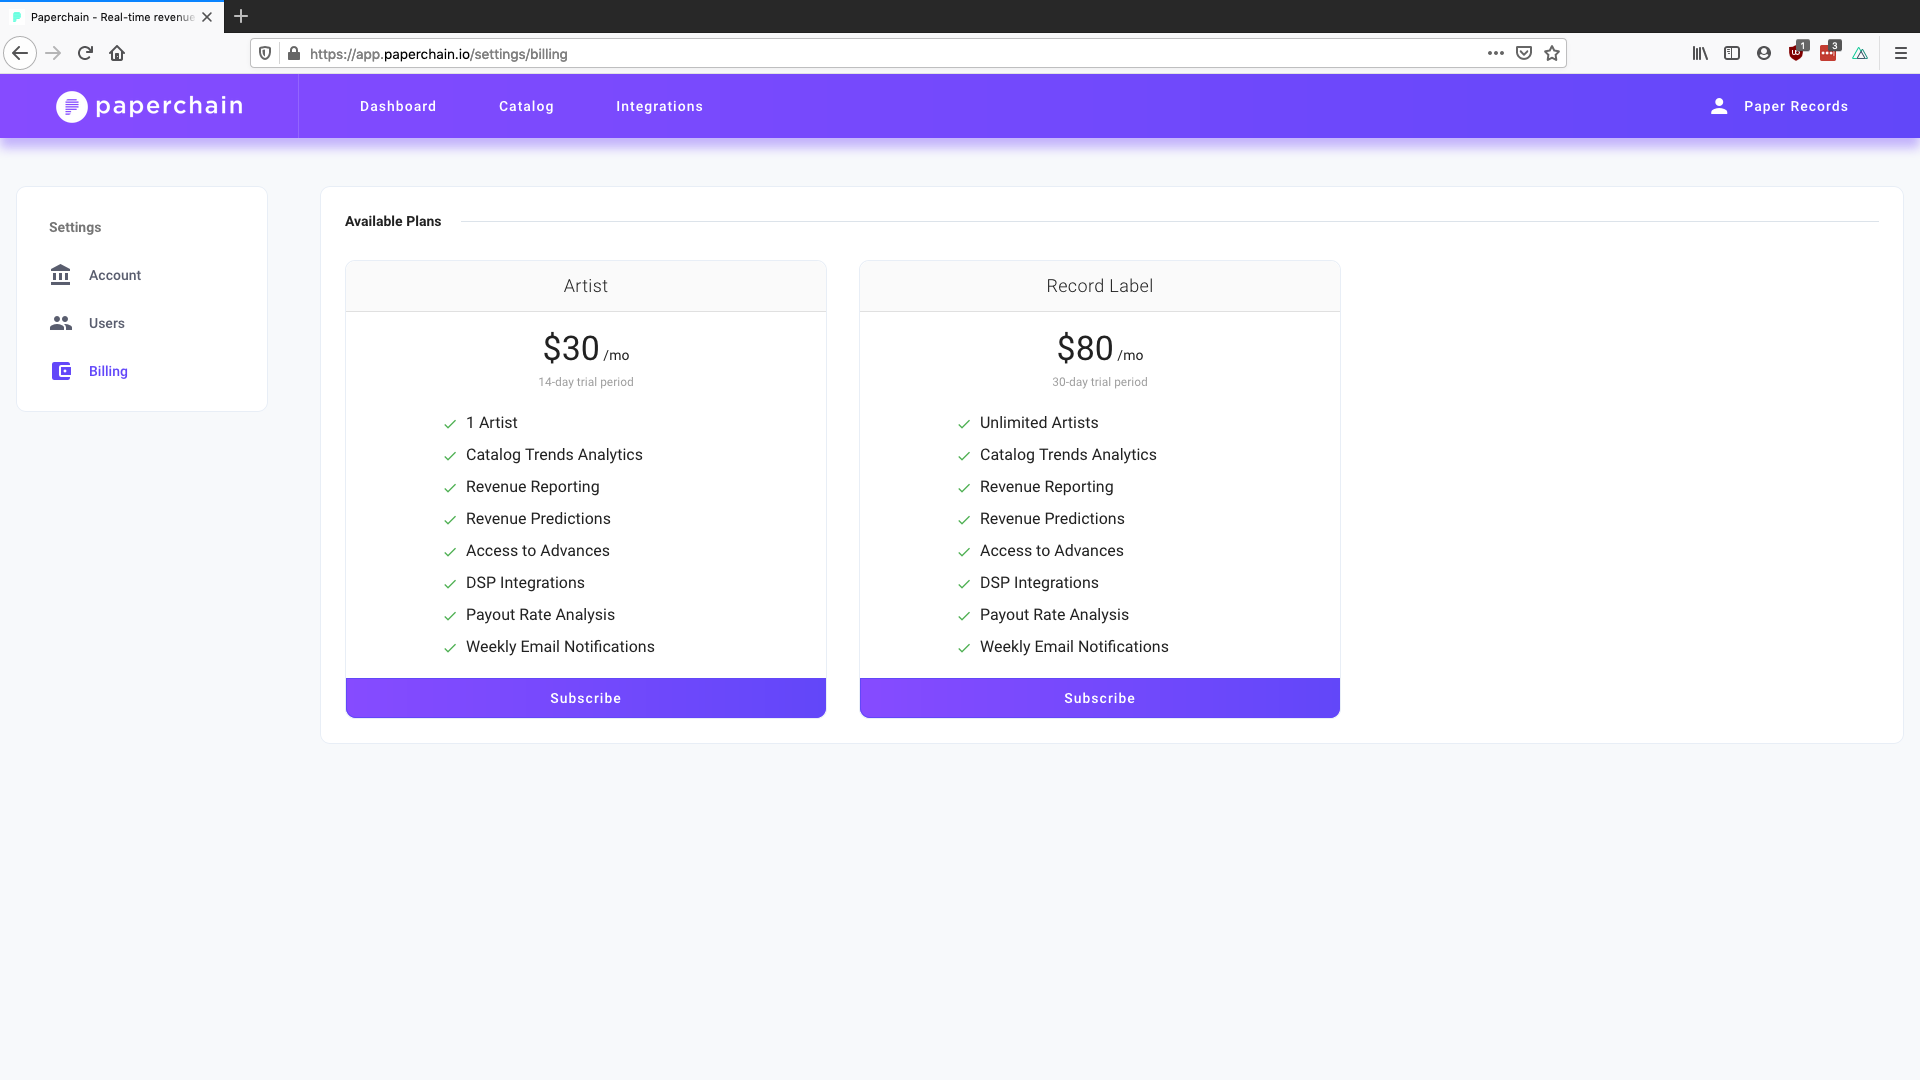 Paperchain - Real-time revenue
https://app.paperchain.io/settings/billing
1
3
paperchain
Dashboard
Catalog
Integrations
Paper Records
Settings
Account
Users
Billing
Available Plans
Artist
$30 /mo
14-day trial period
1 Artist
Catalog Trends Analytics
Revenue Reporting
Revenue Predictions
Access to Advances
DSP Integrations
Payout Rate Analysis
Weekly Email Notifications
Subscribe
Record Label
$80 /mo
30-day trial period
Unlimited Artists
Catalog Trends Analytics
Revenue Reporting
Revenue Predictions
Access to Advances
DSP Integrations
Payout Rate Analysis
Weekly Email Notifications
Subscribe